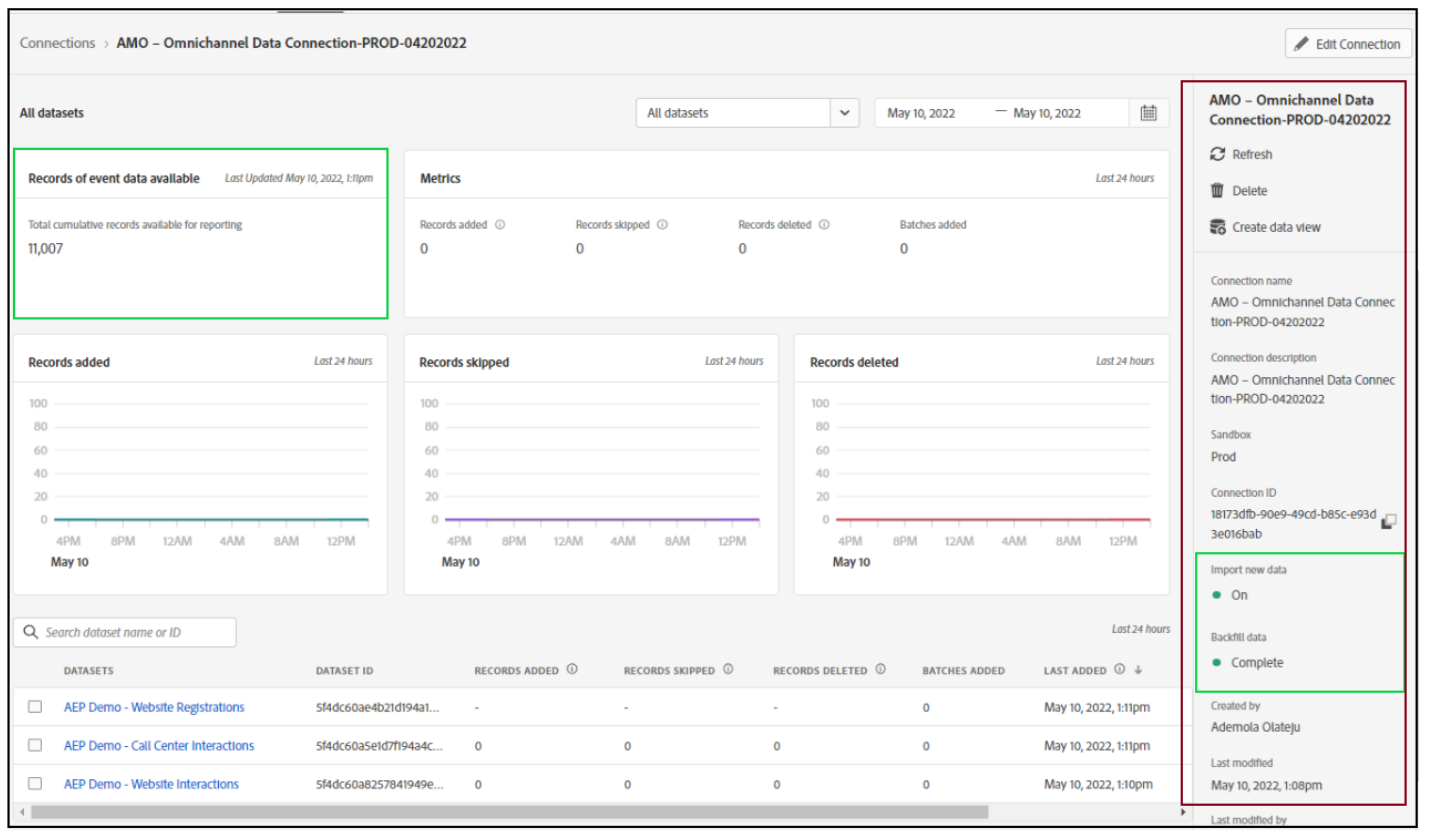 Connections > AMO – Omnichannel Data Connection-PROD-04202022
Edit Connection
All datasets
All datasets
May 10, 2022 — May 10, 2022
Records of event data available Last Updated May 10, 2022, 1:11pm
Total cumulative records available for reporting
11,007
Metrics Last 24 hours
Records added Records skipped Records deleted Batches added
0 0 0 0
Records added Last 24 hours
100
80
60
40
20
0
4PM 8PM 12AM 4AM 8AM 12PM
May 10
Records skipped Last 24 hours
100
80
60
40
20
0
4PM 8PM 12AM 4AM 8AM 12PM
May 10
Records deleted Last 24 hours
100
80
60
40
20
0
4PM 8PM 12AM 4AM 8AM 12PM
May 10
Search dataset name or ID
Last 24 hours
DATASETS DATASET ID RECORDS ADDED RECORDS SKIPPED RECORDS DELETED BATCHES ADDED LAST ADDED ↓
AEP Demo - Website Registrations 5f4dc60ae4b21d194a1... - - - 0 May 10, 2022, 1:11pm
AEP Demo - Call Center Interactions 5f4dc60a5e1d7f194a4c... 0 0 0 0 May 10, 2022, 1:11pm
AEP Demo - Website Interactions 5f4dc60a8257841949e... 0 0 0 0 May 10, 2022, 1:10pm
AMO – Omnichannel Data
Connection-PROD-04202022
Refresh
Delete
Create data view
Connection name
AMO – Omnichannel Data Connec
tion-PROD-04202022
Connection description
AMO – Omnichannel Data Connec
tion-PROD-04202022
Sandbox
Prod
Connection ID
18173dfb-90e9-49cd-b85c-e93d
3e016bab
Import new data
On
Backfill data
Complete
Created by
Ademola Olateju
Last modified
May 10, 2022, 1:08pm
Last modified by